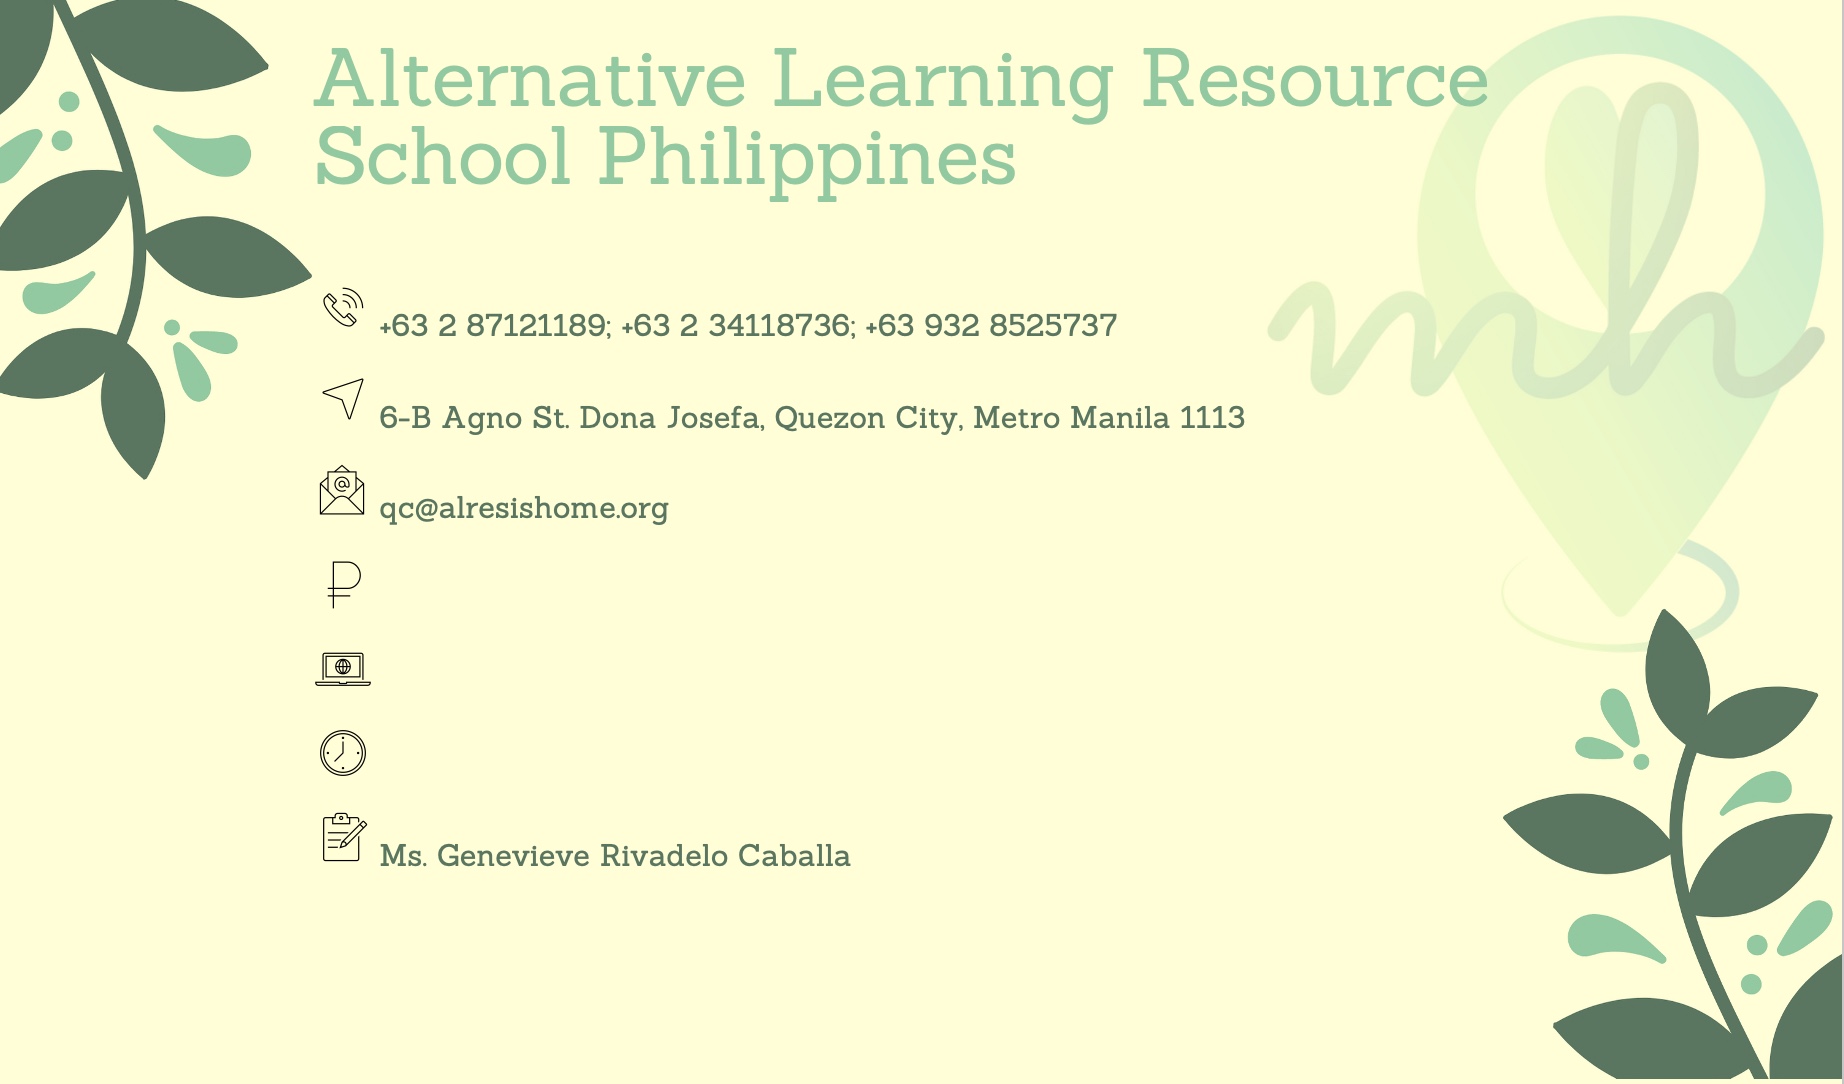 Alternative Learning Resource
School Philippines
+63 2 87121189; +63 2 34118736; +63 932 8525737
6-B Agno St. Dona Josefa, Quezon City, Metro Manila 1113
qc@alresishome.org
Ms. Genevieve Rivadelo Caballa
mh